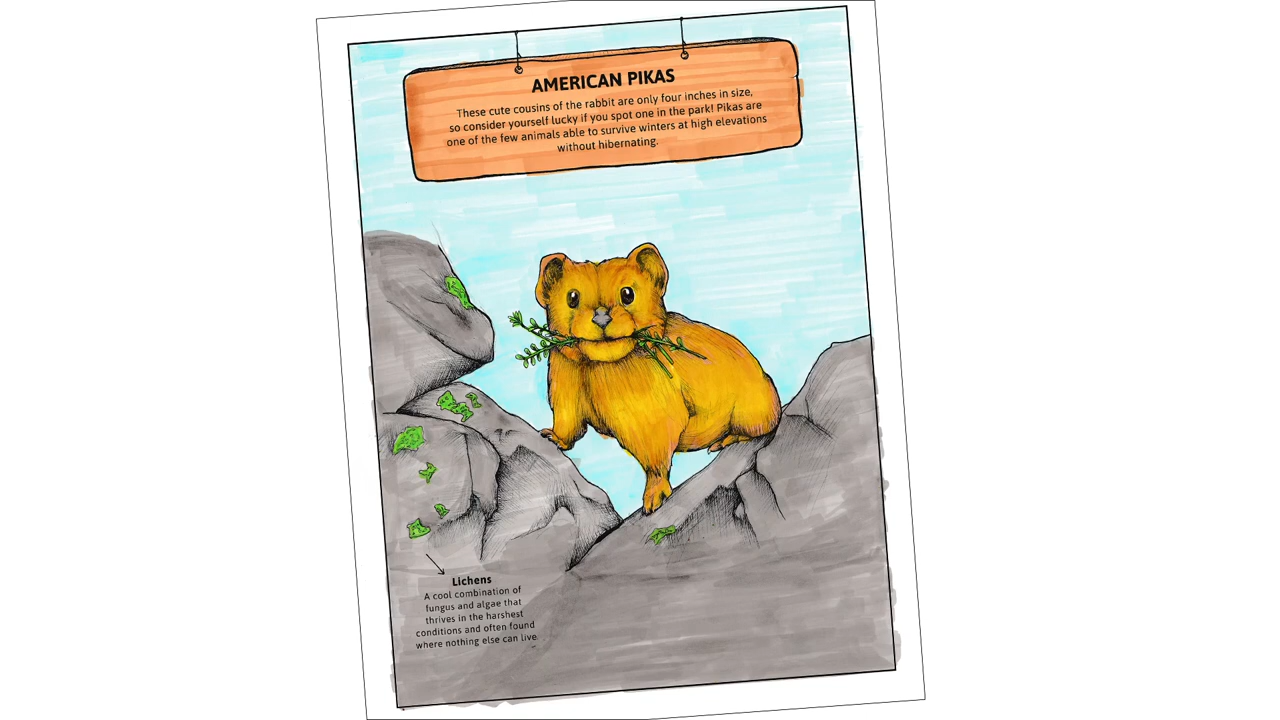 AMERICAN PIKAS
These cute cousins of the rabbit are only four inches in size,
so consider yourself lucky if you spot one in the park! Pikas are
one of the few animals able to survive winters at high elevations
without hibernating.
Lichens
A cool combination of
fungus and algae that
thrives in the harshest
conditions and often found
where nothing else can live